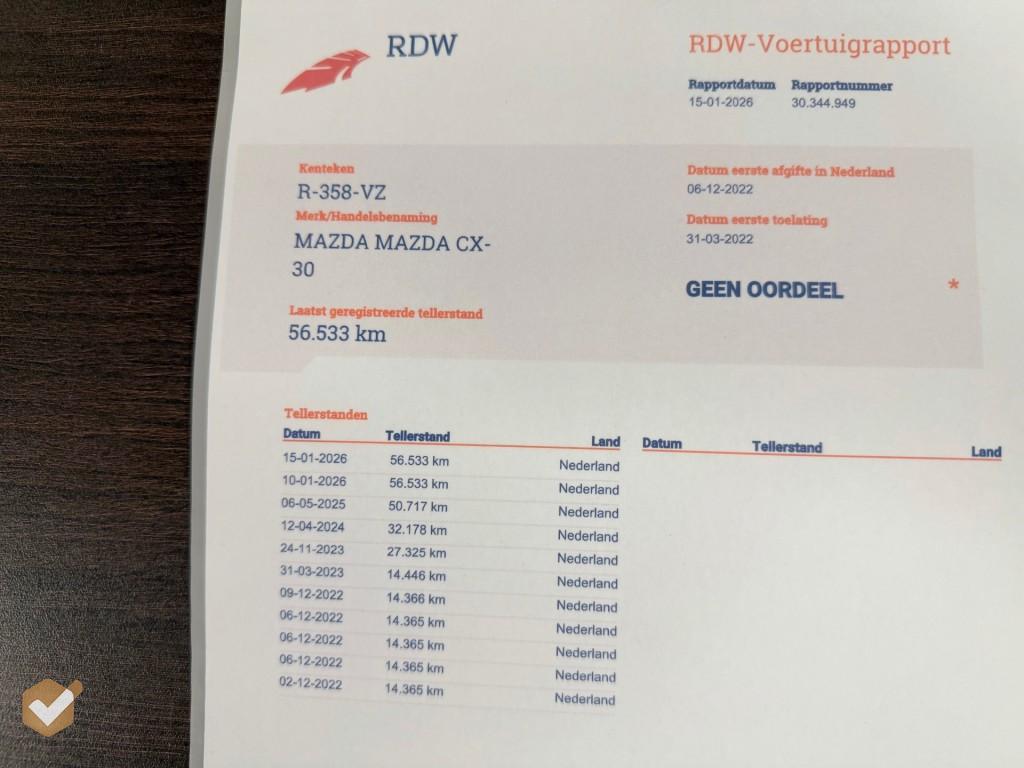 RDW
RDW-Voertuigrapport
Rapportdatum Rapportnummer
15-01-2026 30.344.949
Kenteken
R-358-VZ
Merk/Handelsbenaming
MAZDA MAZDA CX-
30
Laatst geregistreerde tellerstand
56.533 km
Datum eerste afgifte in Nederland
06-12-2022
Datum eerste toelating
31-03-2022
GEEN OORDEEL *
Tellerstanden
Datum Tellerstand Land Datum Tellerstand Land
15-01-2026 56.533 km Nederland
10-01-2026 56.533 km Nederland
06-05-2025 50.717 km Nederland
12-04-2024 32.178 km Nederland
24-11-2023 27.325 km Nederland
31-03-2023 14.446 km Nederland
09-12-2022 14.366 km Nederland
06-12-2022 14.365 km Nederland
06-12-2022 14.365 km Nederland
06-12-2022 14.365 km Nederland
02-12-2022 14.365 km Nederland